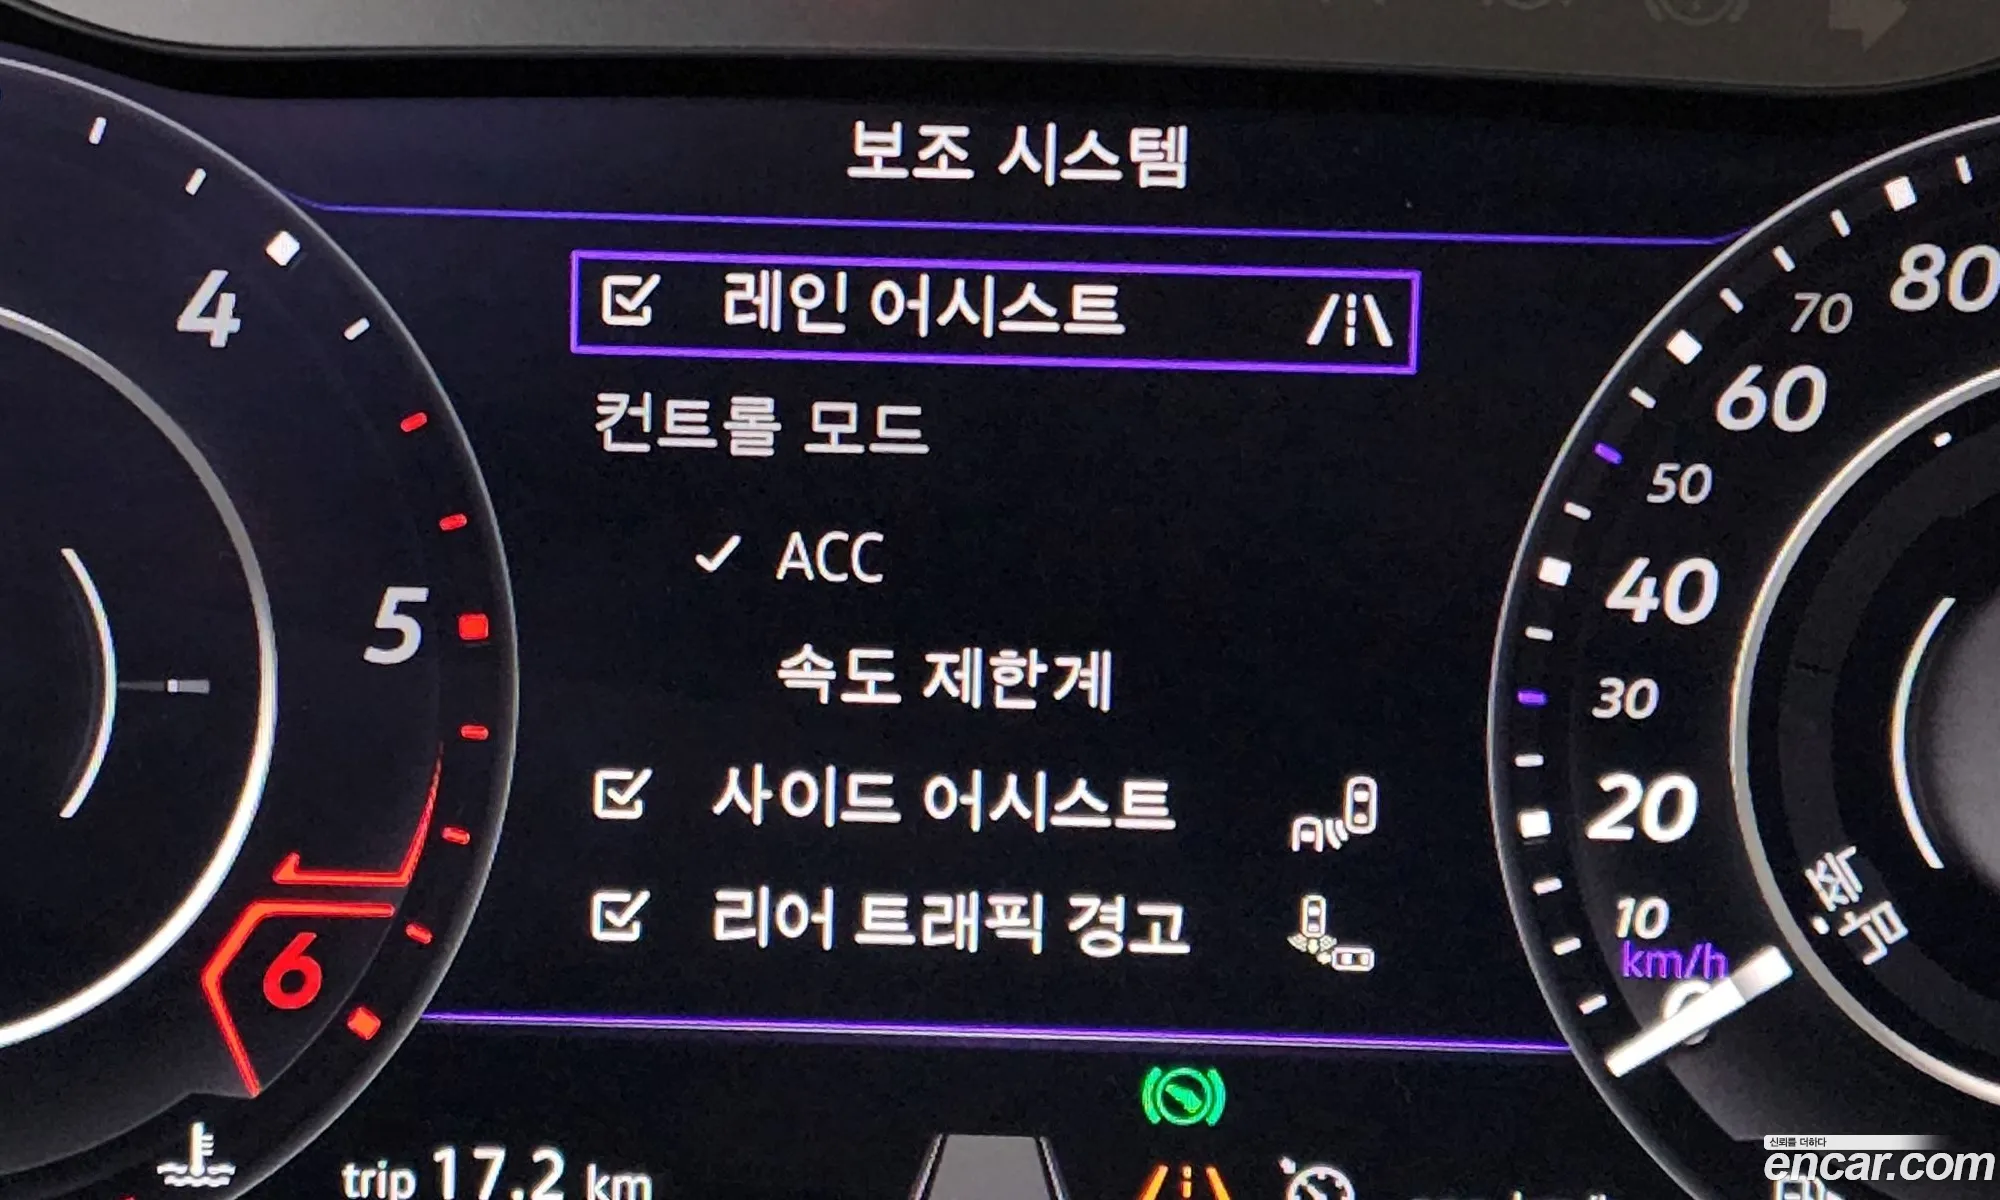 보조 시스템
레인 어시스트
컨트롤 모드
ACC
속도 제한계
사이드 어시스트
리어 트래픽 경고
4
5
6
80
70
60
50
40
30
20
10
km/h
0
trip 17.2 km
신뢰를 더하다
encar.com